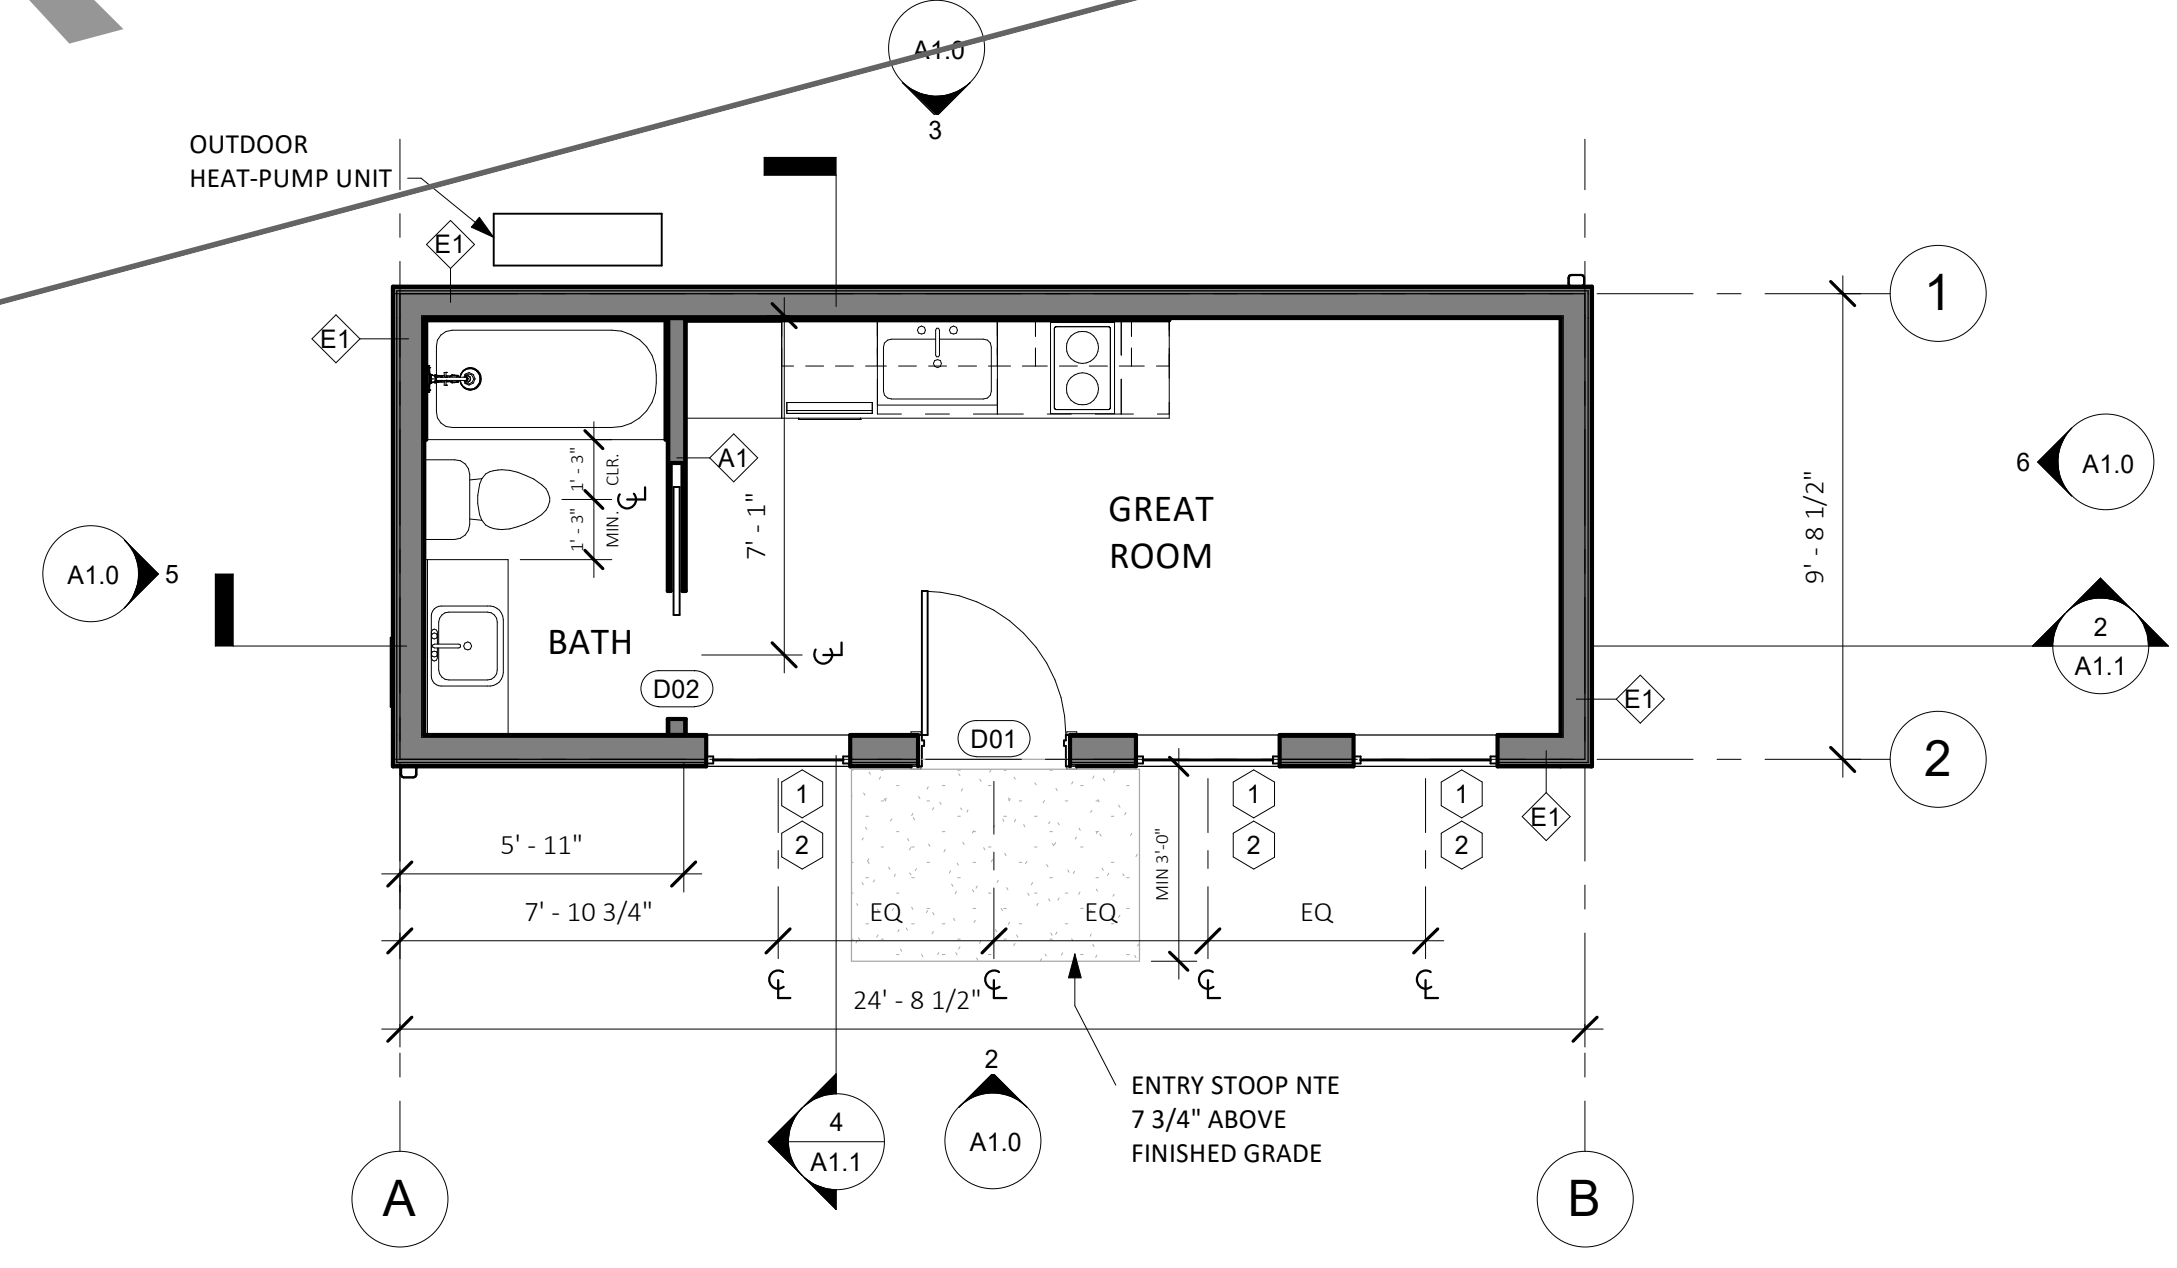 A1.0
3
OUTDOOR
HEAT-PUMP UNIT
E1
E1
1
A1
1' - 3"
CLR.
1' - 3"
MIN.
℄
7' - 1"
GREAT
ROOM
9' - 8 1/2"
6
A1.0
A1.0
5
BATH
℄
D02
2
A1.1
E1
D01
2
1
2
1
2
1
2
E1
5' - 11"
MIN 3'-0"
7' - 10 3/4"
EQ
EQ
EQ
℄
℄
℄
℄
24' - 8 1/2"
2
A1.0
4
A1.1
ENTRY STOOP NTE
7 3/4" ABOVE
FINISHED GRADE
A
B